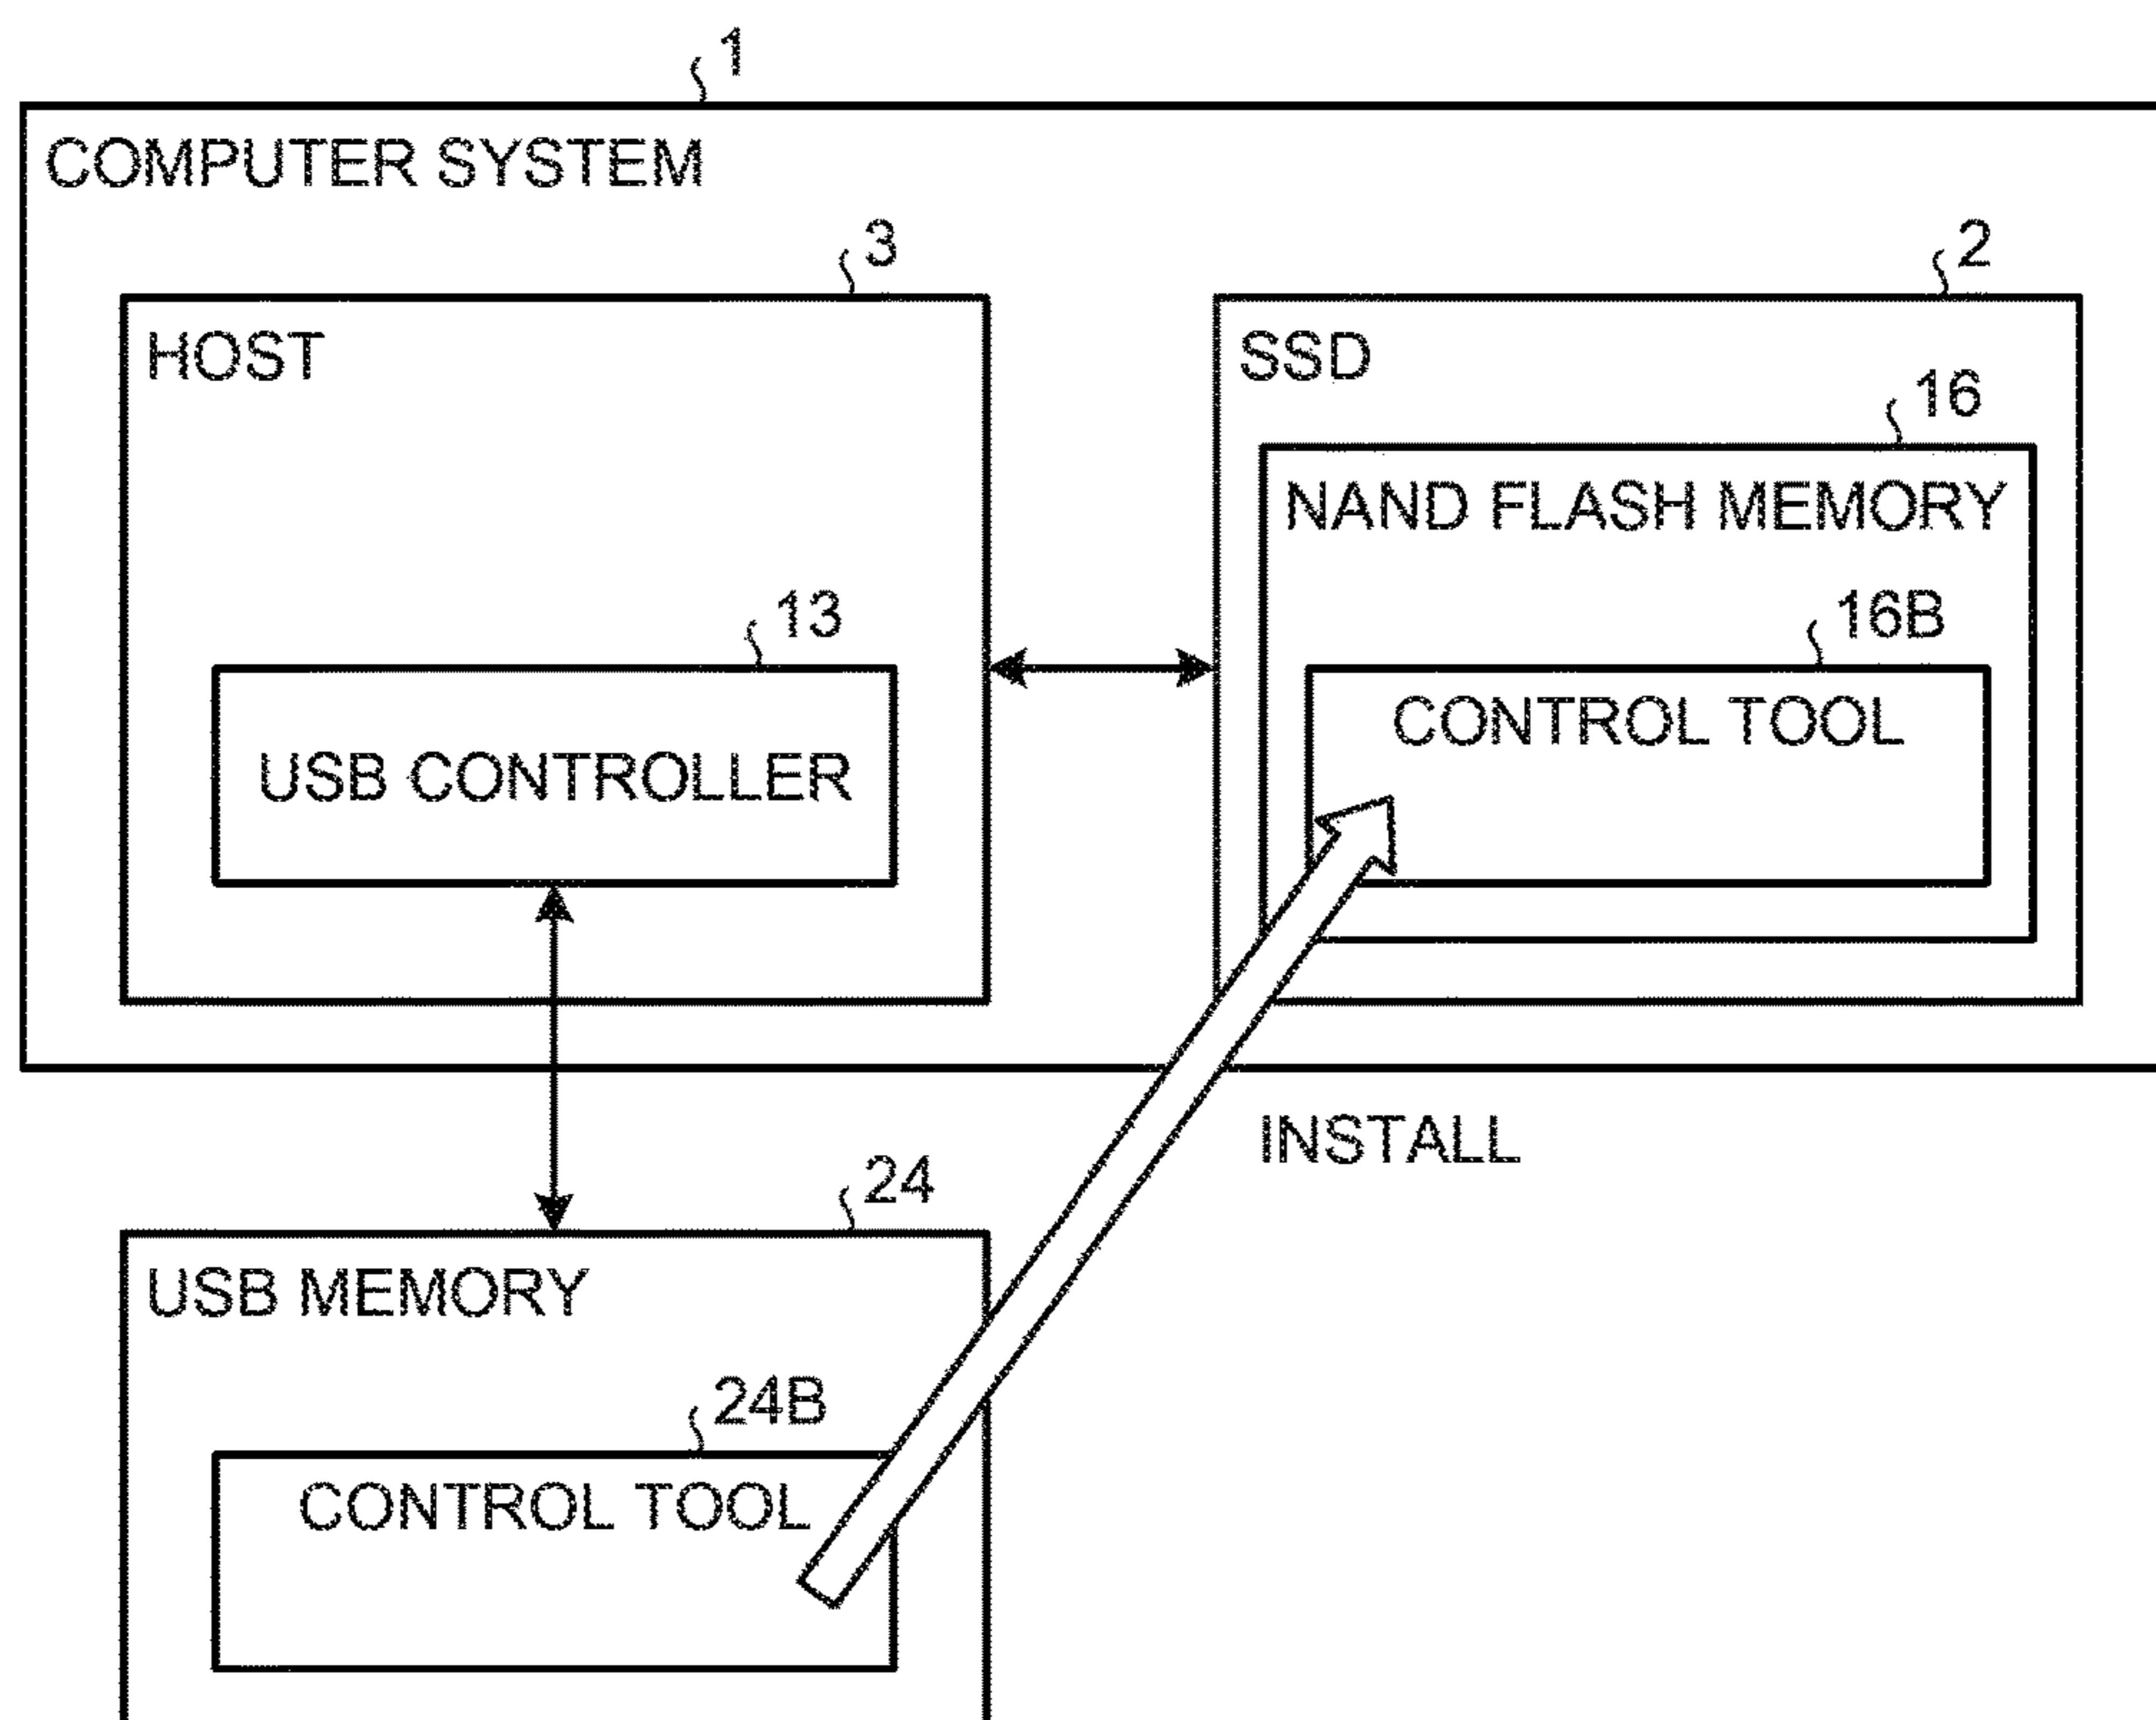 1
COMPUTER SYSTEM
3
2
HOST
SSD
16
NAND FLASH MEMORY
13
16B
USB CONTROLLER
CONTROL TOOL
INSTALL
24
USB MEMORY
24B
CONTROL TOOL